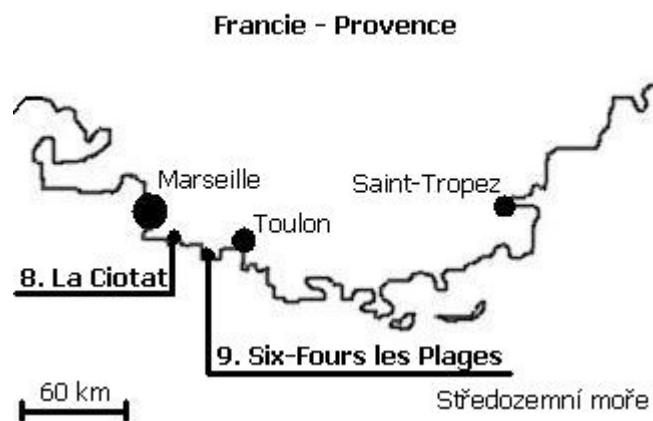 Francie - Provence
Marseille
Saint-Tropez
Toulon
8. La Ciotat
9. Six-Fours les Plages
60 km
Středozemní moře